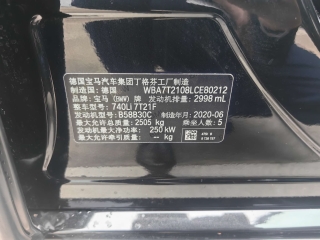 德国宝马汽车集团丁格芬工厂制造
制造国：德国 WBA7T2108LCE80212
品牌：宝马（BMW）牌 发动机排量：2998 mL
整车型号：740Li 7T21F
发动机型号：B58B30C 制造年月：2020-06
最大允许总质量：2505 kg
发动机最大净功率：250 kW 乘坐人数：5
最大允许牵引质量：— kg